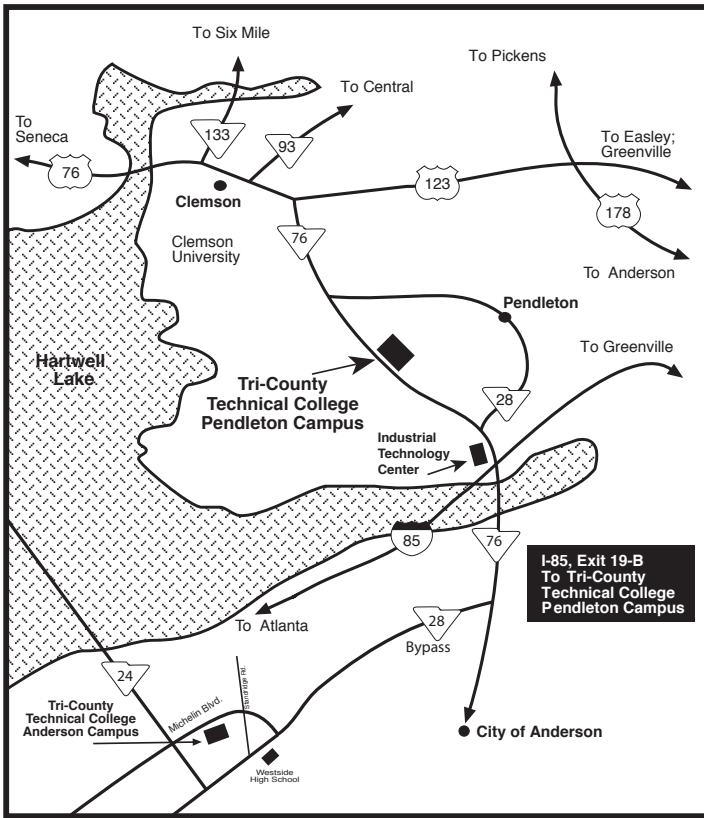 To Six Mile
To Pickens
To Central
To
Seneca
133
93
To Easley;
Greenville
76
123
Clemson
178
Clemson
University
76
To Anderson
Pendleton
Hartwell
Lake
To Greenville
Tri-County
Technical College
Pendleton Campus
28
Industrial
Technology
Center
85
76
I-85, Exit 19-B
To Tri-County
Technical College
Pendleton Campus
To Atlanta
28
Bypass
24
Standridge Rd.
Michelin Blvd.
Tri-County
Technical College
Anderson Campus
City of Anderson
Westside
High School